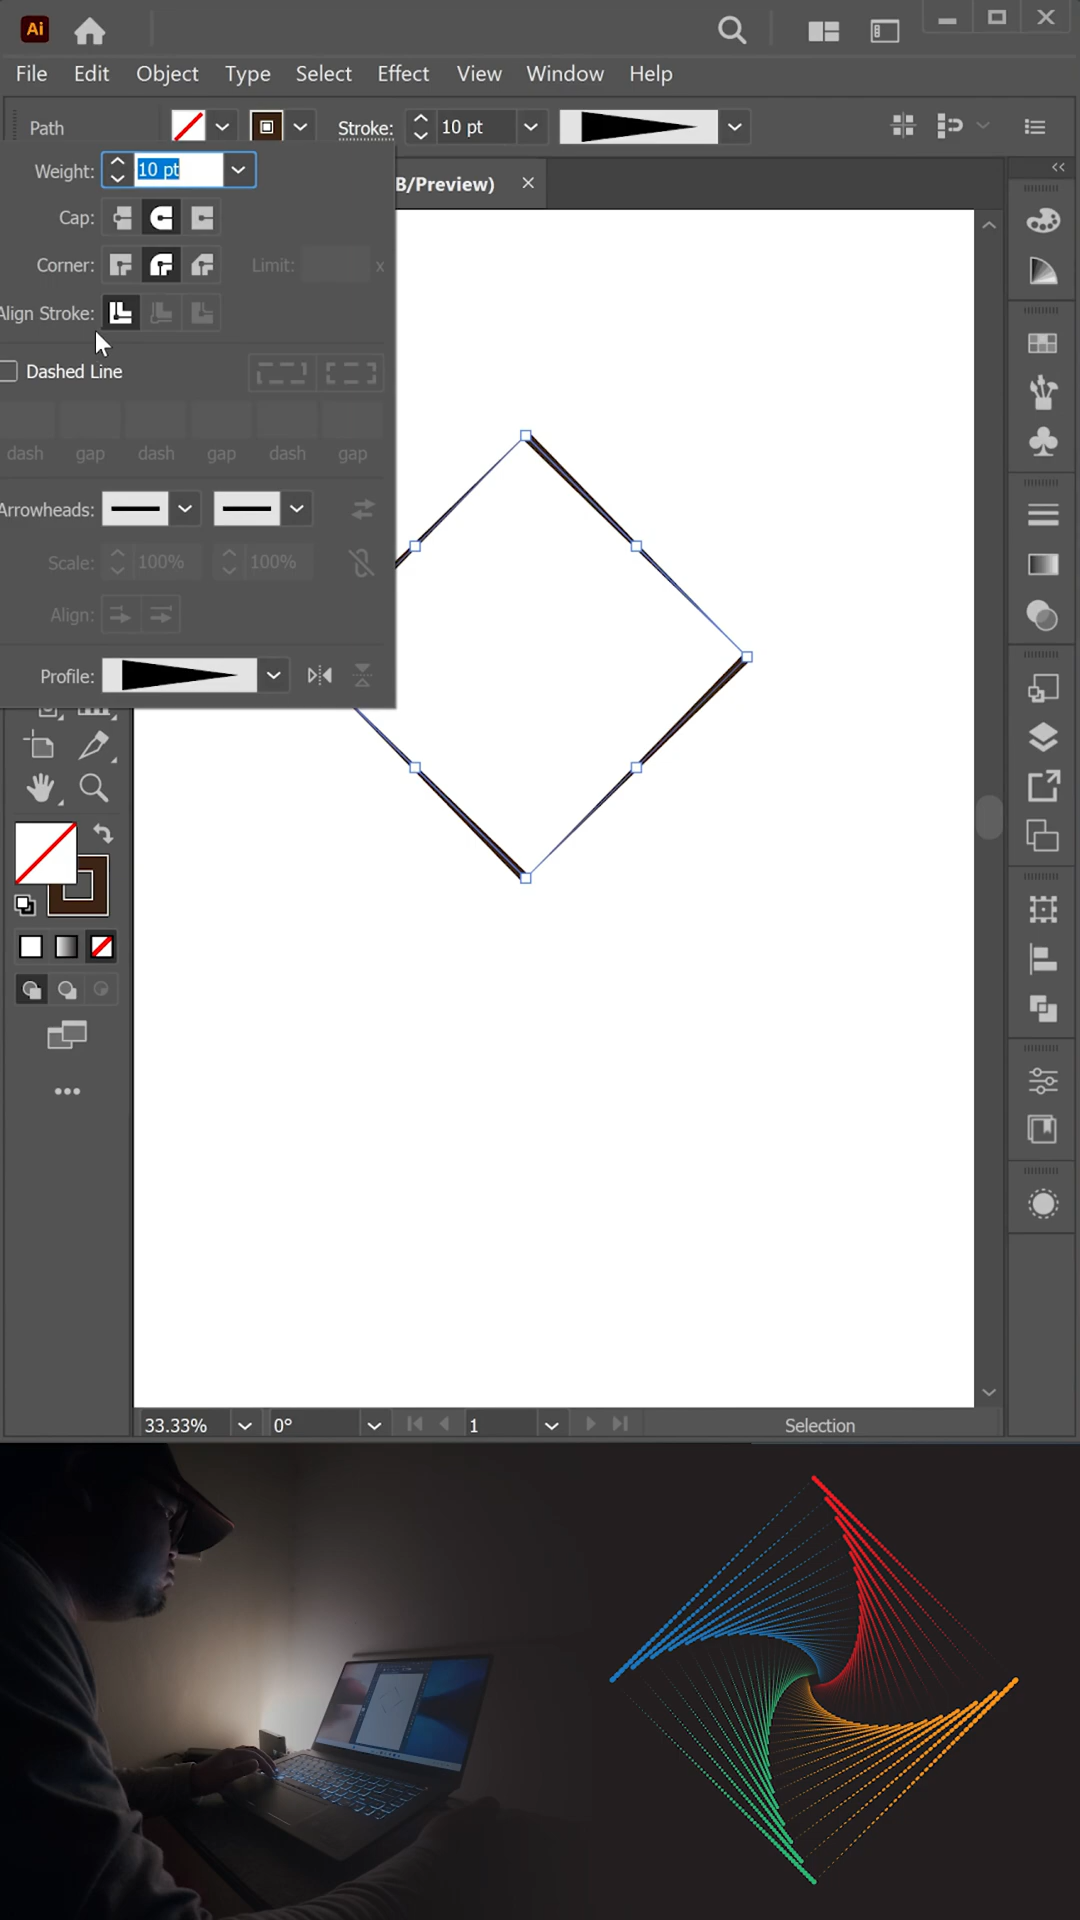 Ai
File Edit Object Type Select Effect View Window Help
Path Stroke: 10 pt
Weight: 10 pt
B/Preview) ×
Cap:
Corner: Limit: x
Align Stroke:
Dashed Line
dash gap dash gap dash gap
Arrowheads:
Scale: 100% 100%
Align:
Profile:
33.33% 0° 1 Selection